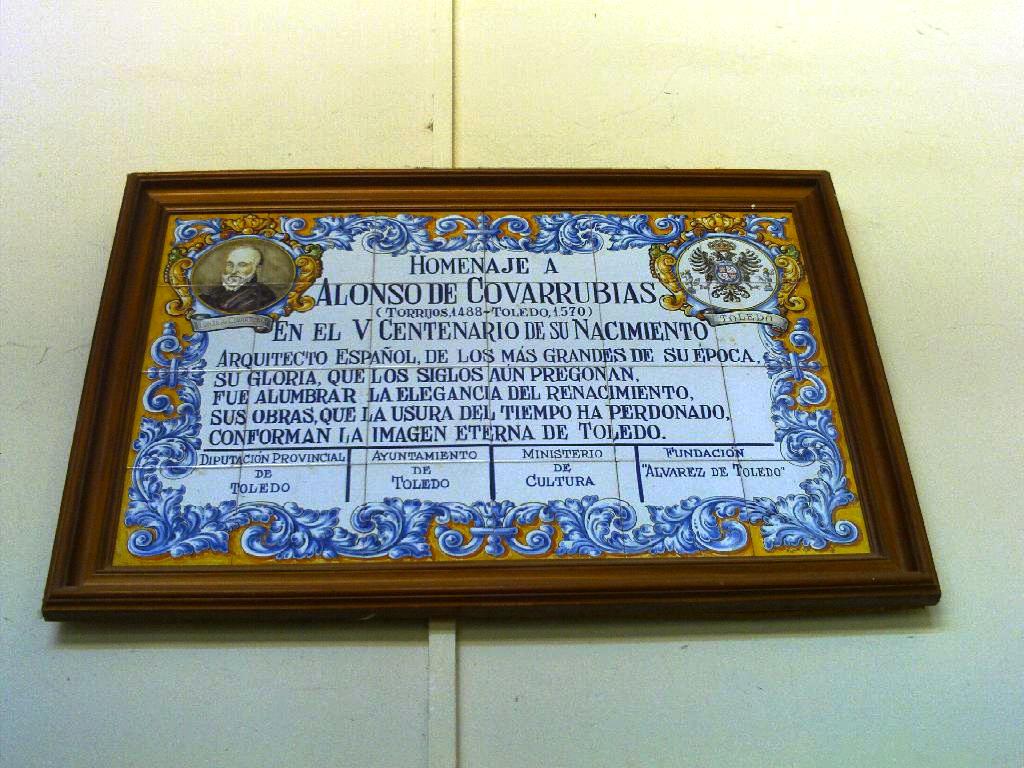 HOMENAJE A
ALONSO DE COVARRUBIAS
(TORRIJOS, 1488-TOLEDO, 1.570)
EN EL V CENTENARIO DE SU NACIMIENTO
ARQUITECTO ESPAÑOL, DE LOS MÁS GRANDES DE SU ÉPOCA,
SU GLORIA, QUE LOS SIGLOS AÚN PREGONAN,
FUE ALUMBRAR LA ELEGANCIA DEL RENACIMIENTO,
SUS OBRAS, QUE LA USURA DEL TIEMPO HA PERDONADO,
CONFORMAN LA IMAGEN ETERNA DE TOLEDO.
DIPUTACIÓN PROVINCIAL
DE
TOLEDO
AYUNTAMIENTO
DE
TOLEDO
MINISTERIO
DE
CULTURA
FUNDACIÓN
"ALVAREZ DE TOLEDO"
TOLEDO